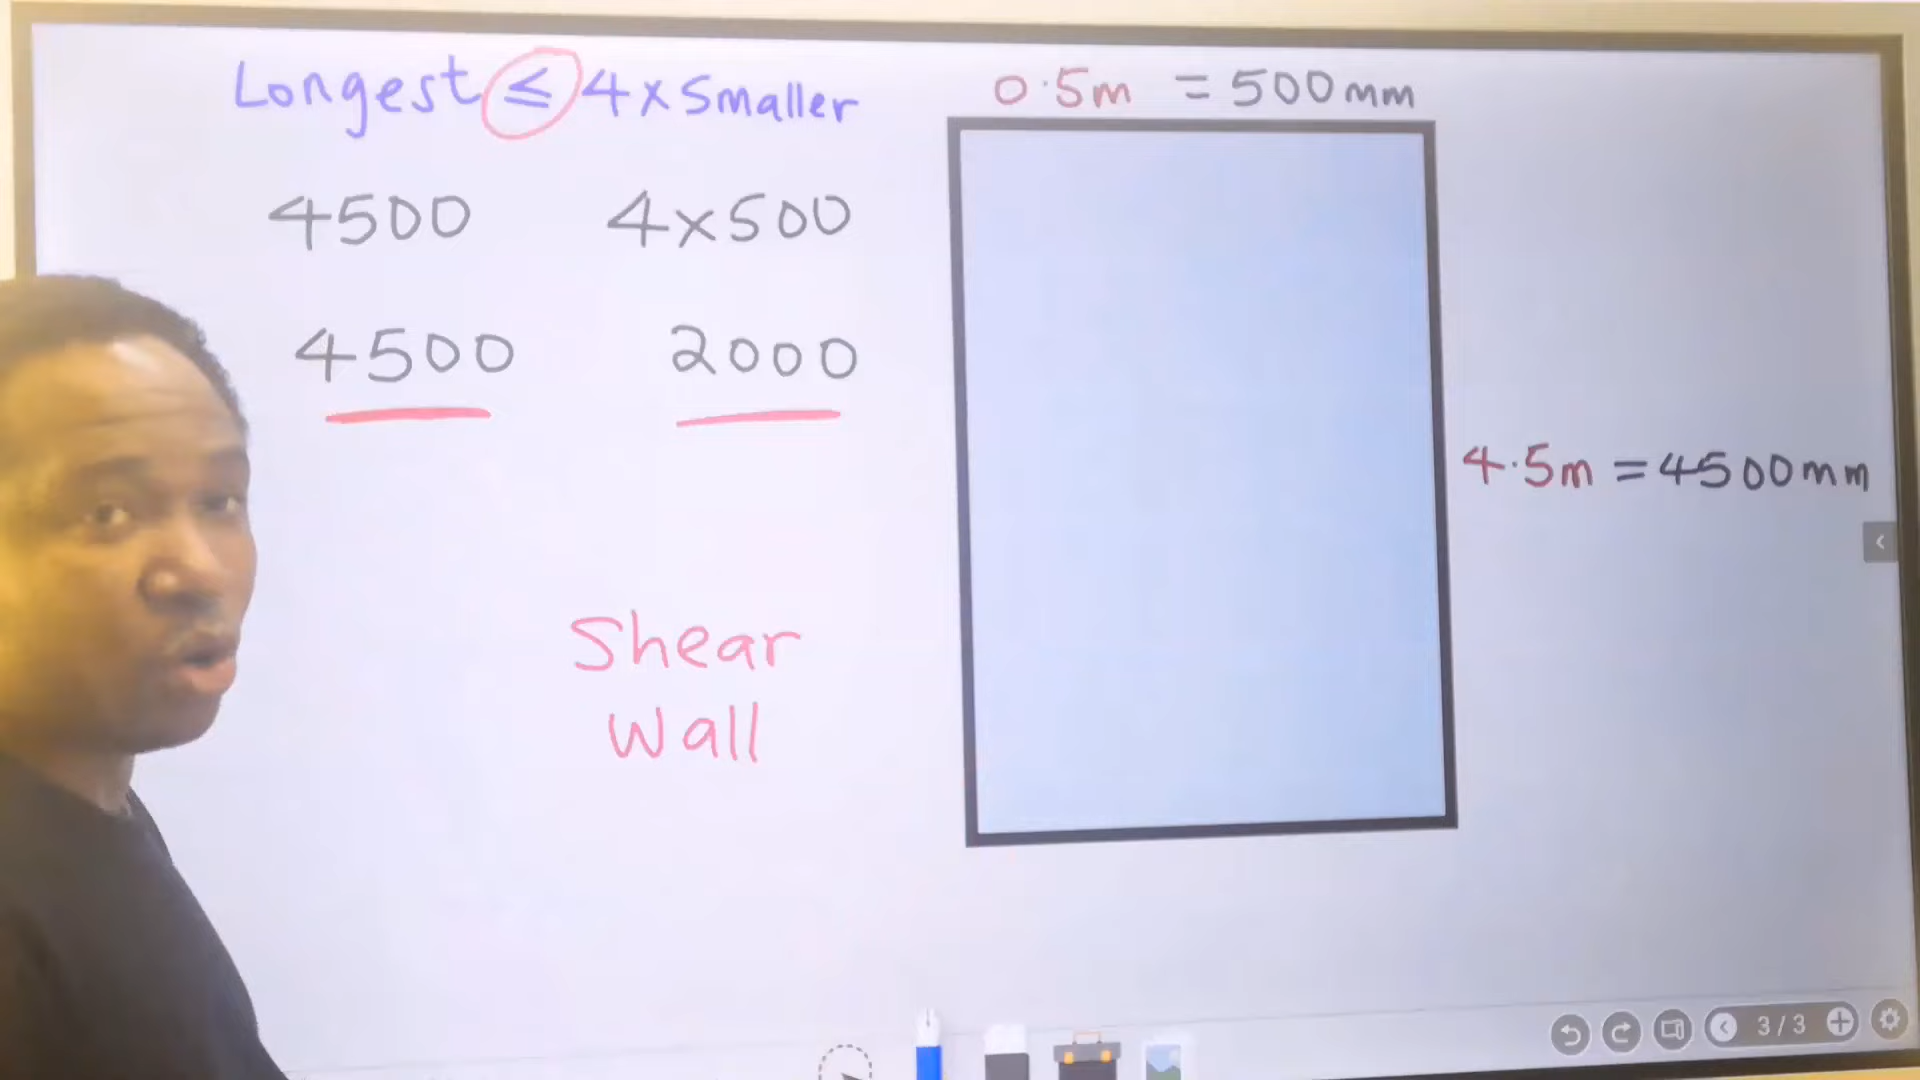 Longest ≤ 4 x Smaller
0.5m = 500mm
4500 4x500
4500 2000
4.5m = 4500mm
Shear
Wall
3/3